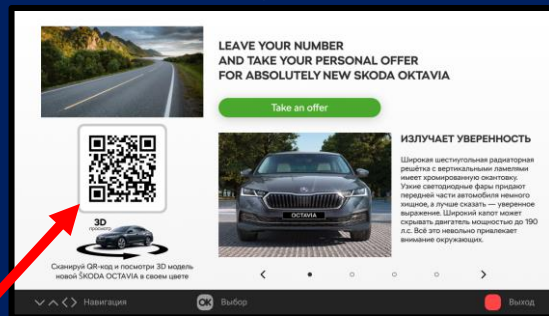 LEAVE YOUR NUMBER
AND TAKE YOUR PERSONAL OFFER
FOR ABSOLUTELY NEW SKODA OKTAVIA
Take an offer
3D
просмотр
Сканируй QR-код и посмотри 3D модель
новой ŠKODA OCTAVIA в своем цвете
OCTAVIA
ИЗЛУЧАЕТ УВЕРЕННОСТЬ
Широкая шестиугольная радиаторная
решётка с вертикальными ламелями
имеет хромированную окантовку.
Узкие светодиодные фары придают
передней части автомобиля немного
хищное, а лучше сказать — уверенное
выражение. Широкий капот может
скрывать двигатель мощностью до 190
л.с. Всё это невольно привлекает
внимание окружающих.
Навигация
OK Выбор
Выход